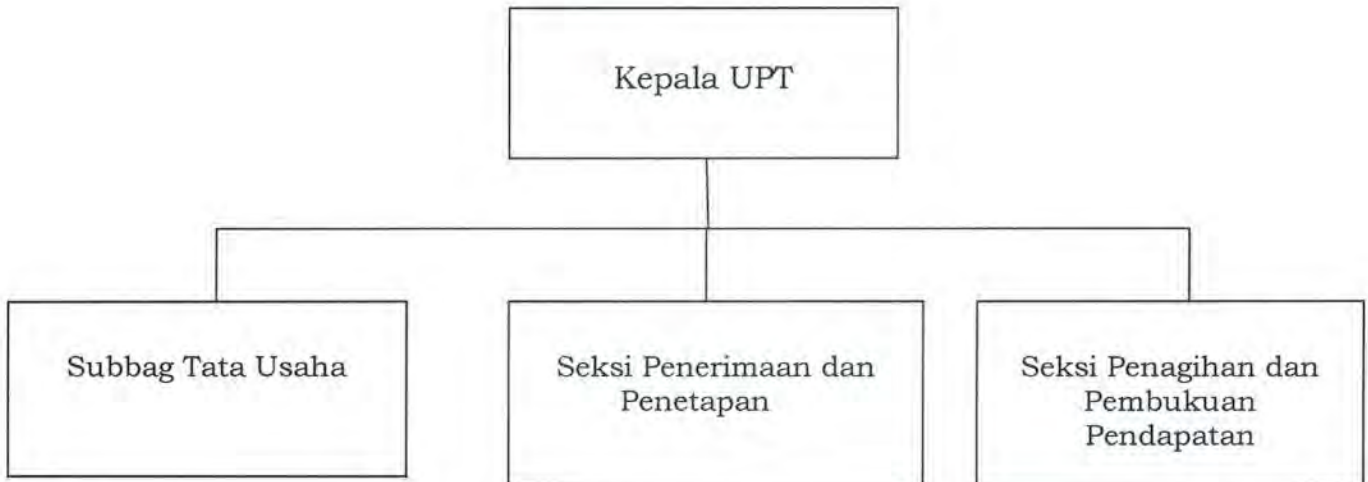 Kepala UPT
Subbag Tata Usaha
Seksi Penerimaan dan
Penetapan
Seksi Penagihan dan
Pembukuan
Pendapatan